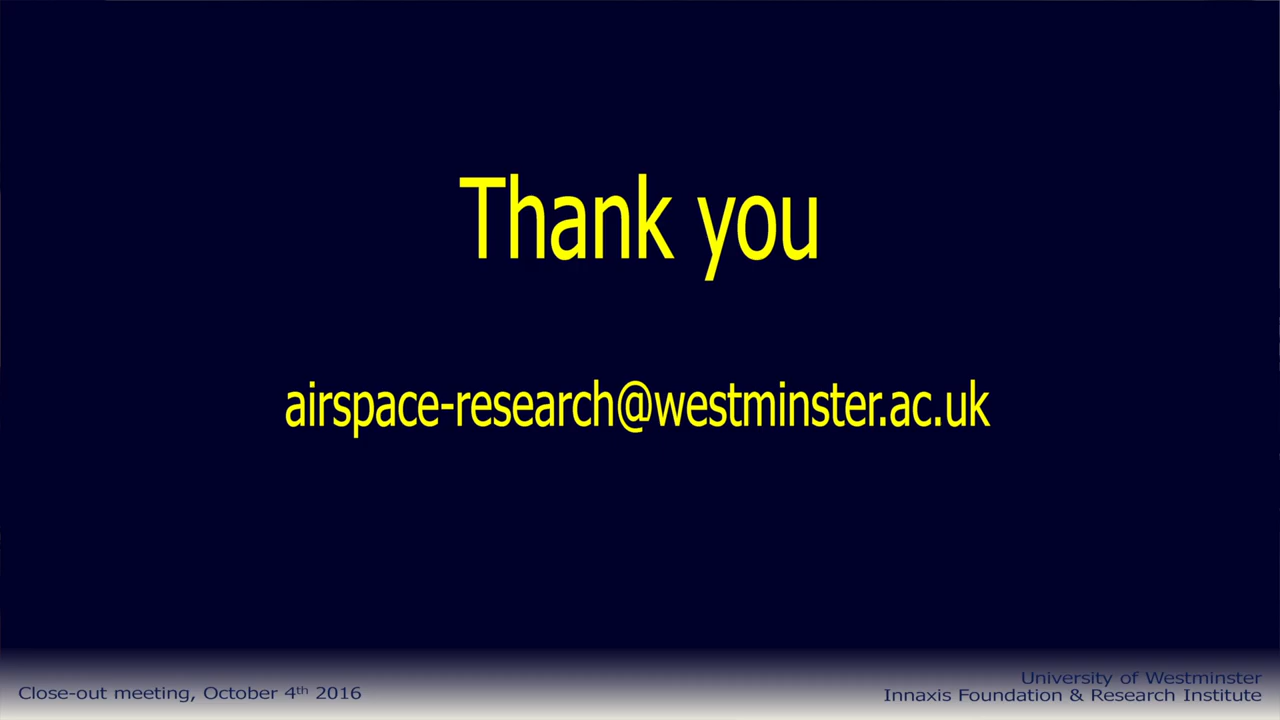 Thank you
airspace-research@westminster.ac.uk
Close-out meeting, October 4th 2016
University of Westminster
Innaxis Foundation & Research Institute